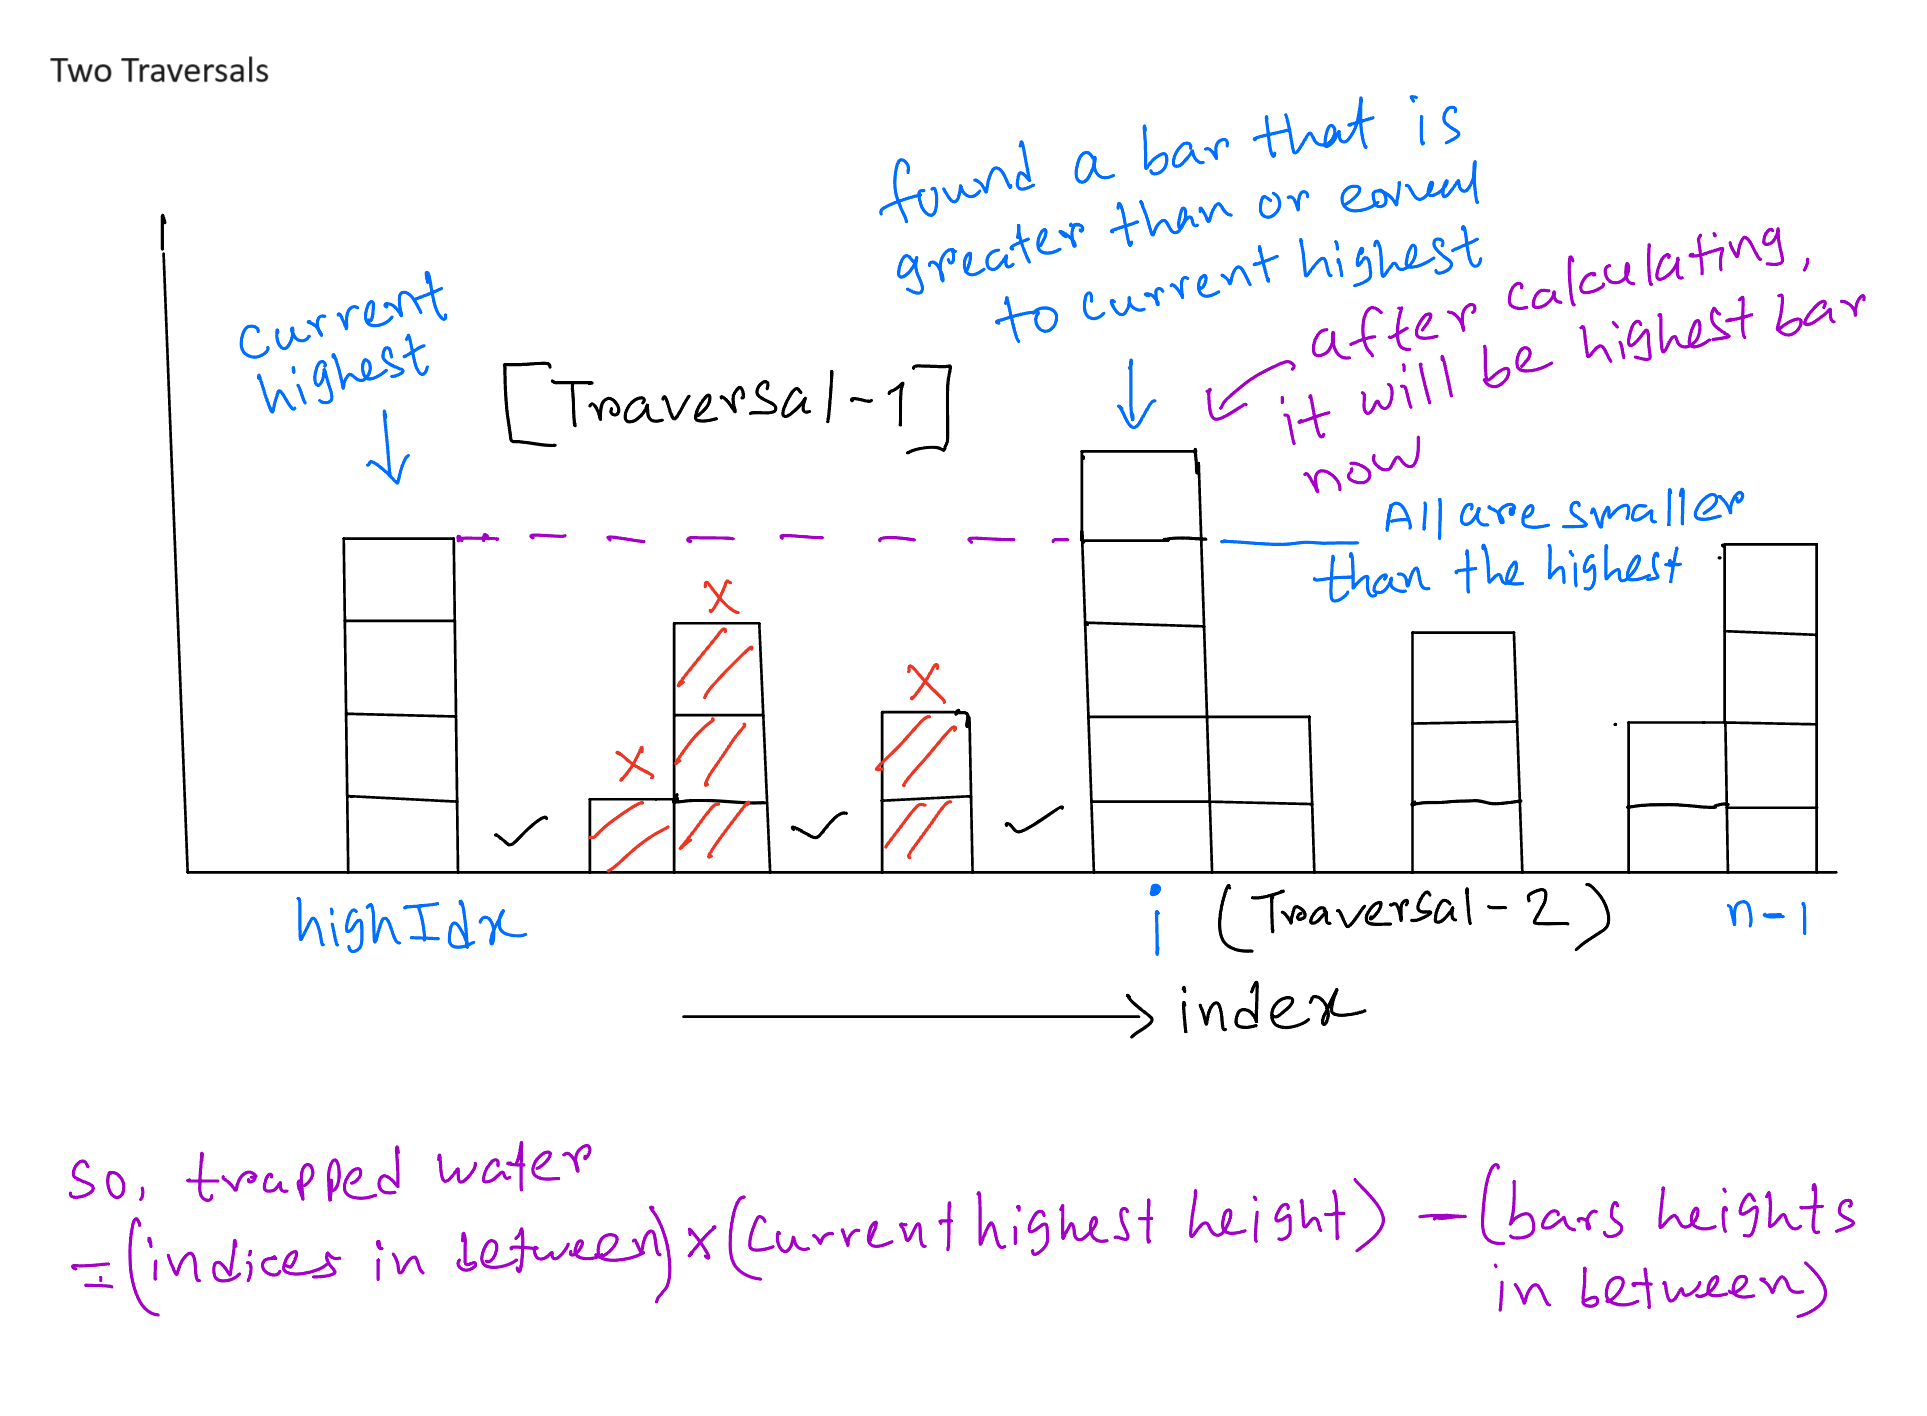 Two Traversals
found a bar that is
greater than or equal
to current highest
after calculating,
it will be highest bar
now
current
highest
[Traversal-1]
All are smaller
than the highest
x
x
x
highIdx
i
(Traversal-2)
n-1
index
so, trapped water
=(indices in between)x(current highest height) - (bars heights
in between)